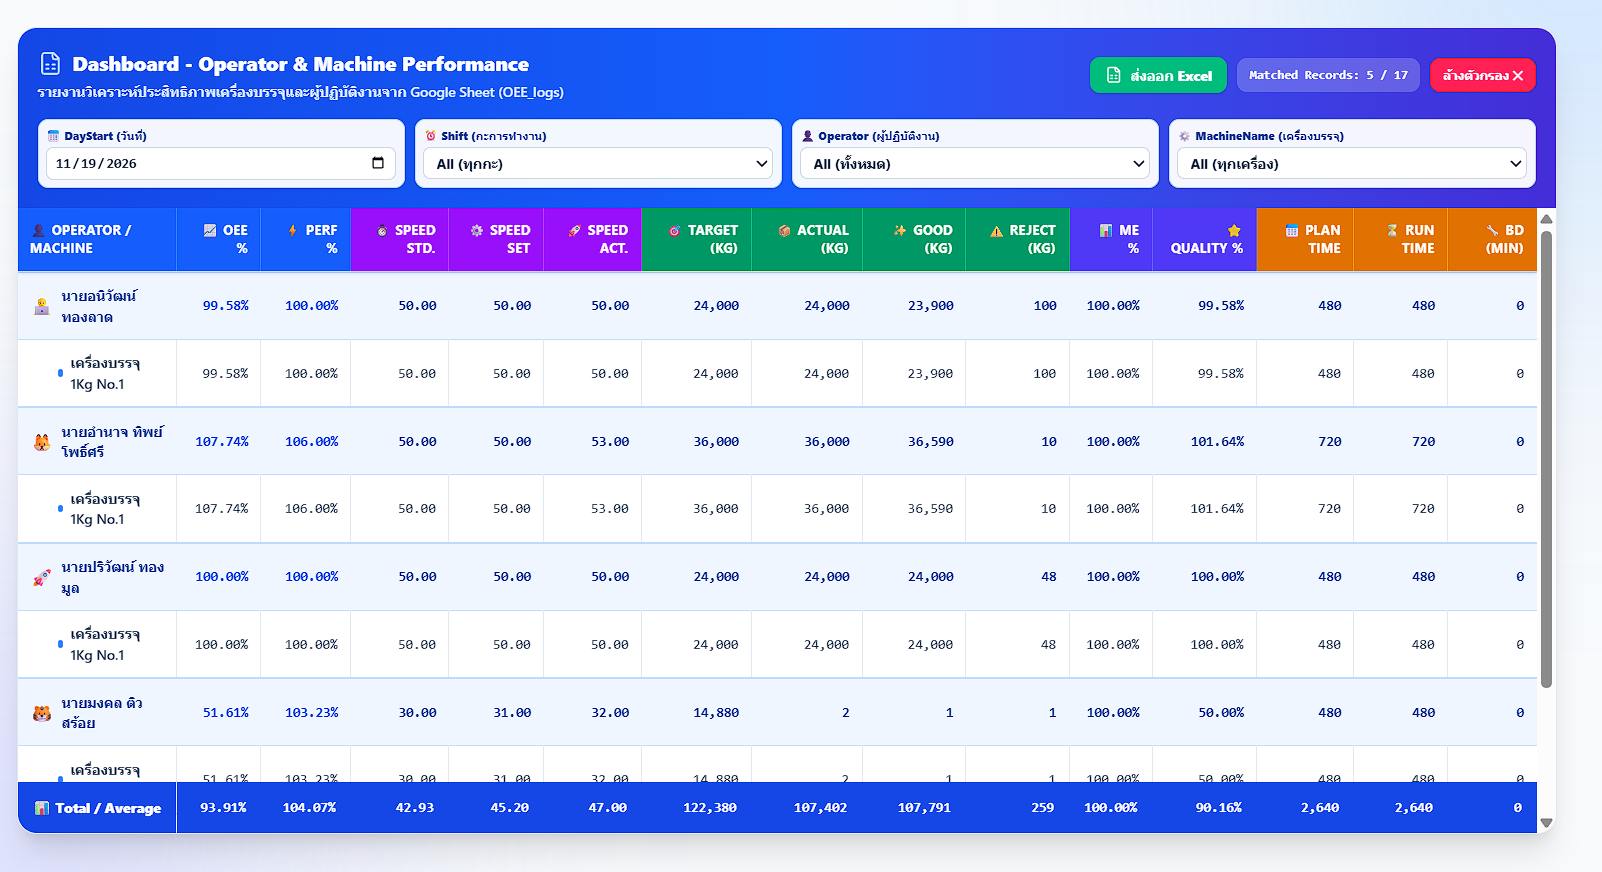 Dashboard - Operator & Machine Performance
รายงานวิเคราะห์ประสิทธิภาพเครื่องบรรจุและผู้ปฏิบัติงานจาก Google Sheet (OEE_logs)
ส่งออก Excel
Matched Records: 5 / 17
ล้างตัวกรอง
DayStart (วันที่)
11/19/2026
Shift (กะการทำงาน)
All (ทุกกะ)
Operator (ผู้ปฏิบัติงาน)
All (ทั้งหมด)
MachineName (เครื่องบรรจุ)
All (ทุกเครื่อง)
OPERATOR / MACHINE OEE % PERF % SPEED STD. SPEED SET SPEED ACT. TARGET (KG) ACTUAL (KG) GOOD (KG) REJECT (KG) ME % QUALITY % PLAN TIME RUN TIME BD (MIN)
นายอนิวัฒน์ ทองลาด 99.58% 100.00% 50.00 50.00 50.00 24,000 24,000 23,900 100 100.00% 99.58% 480 480 0
เครื่องบรรจุ 1Kg No.1 99.58% 100.00% 50.00 50.00 50.00 24,000 24,000 23,900 100 100.00% 99.58% 480 480 0
นายอำนาจ ทิพย์โพธิ์ศรี 107.74% 106.00% 50.00 50.00 53.00 36,000 36,000 36,590 10 100.00% 101.64% 720 720 0
เครื่องบรรจุ 1Kg No.1 107.74% 106.00% 50.00 50.00 53.00 36,000 36,000 36,590 10 100.00% 101.64% 720 720 0
นายปริวัฒน์ ทองมูล 100.00% 100.00% 50.00 50.00 50.00 24,000 24,000 24,000 48 100.00% 100.00% 480 480 0
เครื่องบรรจุ 1Kg No.1 100.00% 100.00% 50.00 50.00 50.00 24,000 24,000 24,000 48 100.00% 100.00% 480 480 0
นายมงคล ดิวสร้อย 51.61% 103.23% 30.00 31.00 32.00 14,880 2 1 1 100.00% 50.00% 480 480 0
เครื่องบรรจุ 51.61% 103.23% 30.00 31.00 32.00 14,880 2 1 1 100.00% 50.00% 480 480 0
Total / Average 93.91% 104.07% 42.93 45.20 47.00 122,380 107,402 107,791 259 100.00% 90.16% 2,640 2,640 0